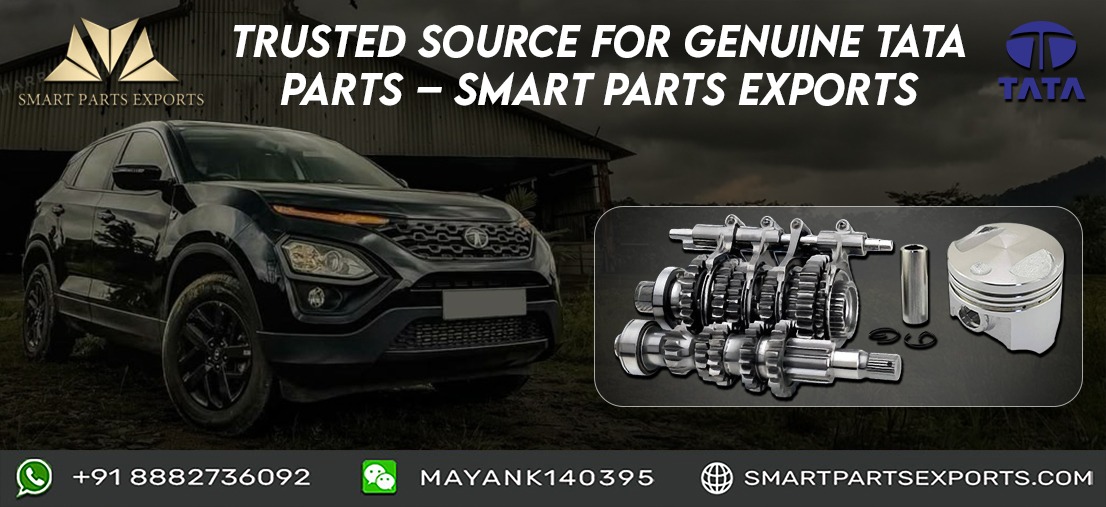 TRUSTED SOURCE FOR GENUINE TATA
PARTS – SMART PARTS EXPORTS
SMART PARTS EXPORTS
TATA
+91 8882736092
MAYANK140395
SMARTPARTSEXPORTS.COM